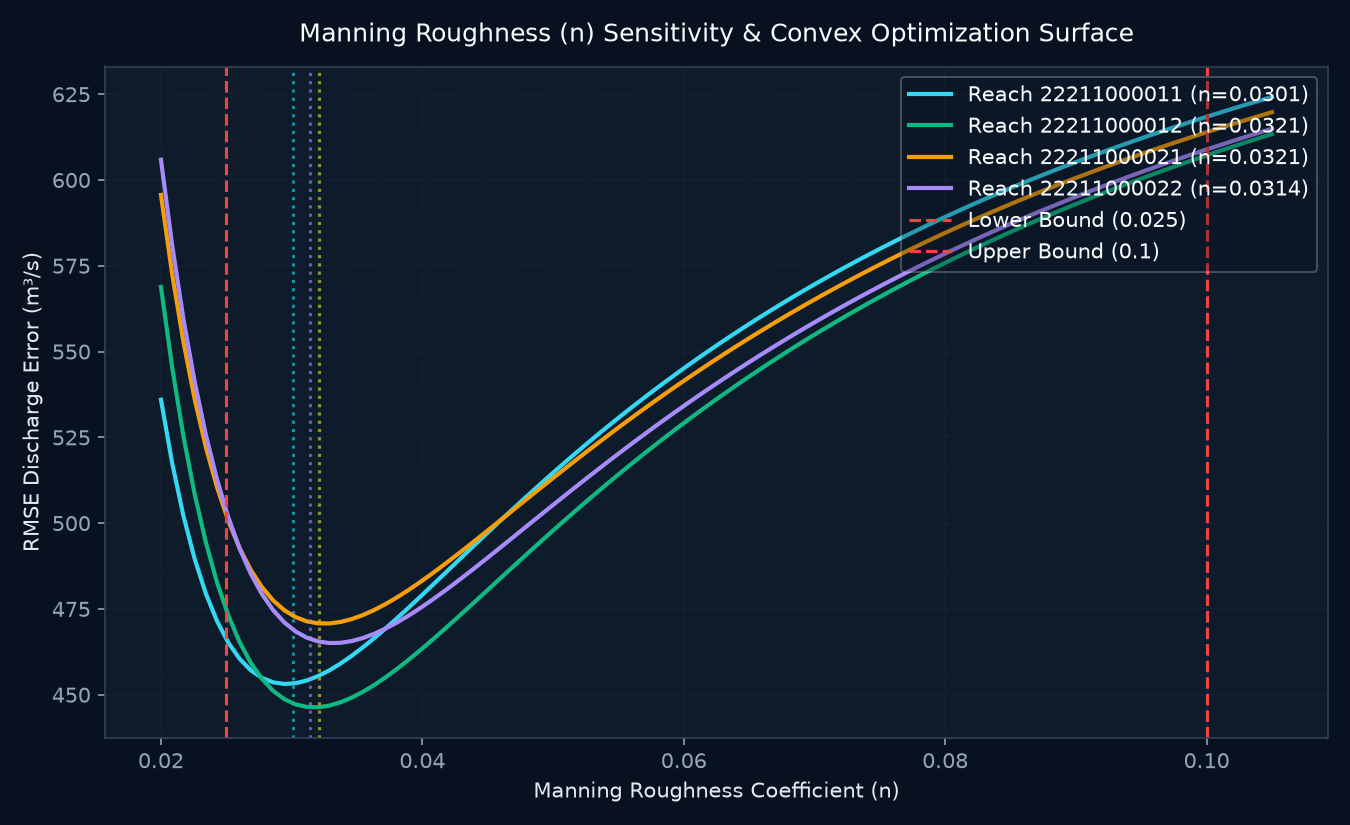 Manning Roughness (n) Sensitivity & Convex Optimization Surface
Reach 22211000011 (n=0.0301)
Reach 22211000012 (n=0.0321)
Reach 22211000021 (n=0.0321)
Reach 22211000022 (n=0.0314)
Lower Bound (0.025)
Upper Bound (0.1)
RMSE Discharge Error (m³/s)
625
600
575
550
525
500
475
450
0.02
0.04
0.06
0.08
0.10
Manning Roughness Coefficient (n)